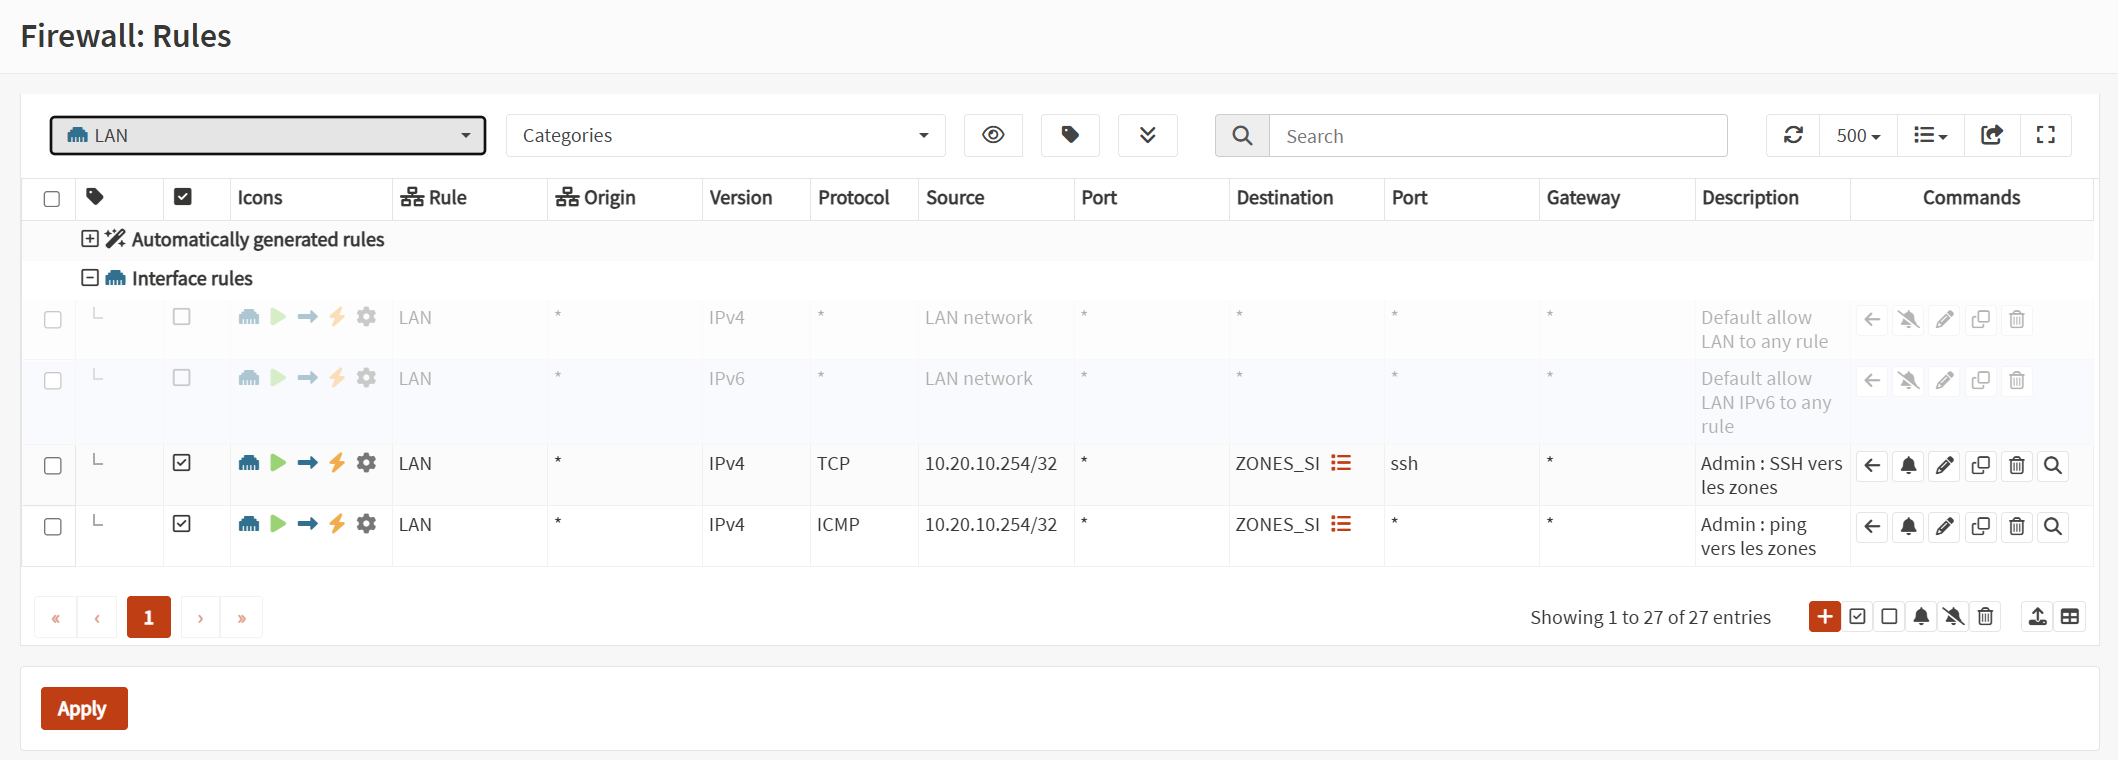 Firewall: Rules
LAN
Categories
Search
500
Icons Rule Origin Version Protocol Source Port Destination Port Gateway Description Commands
Automatically generated rules
Interface rules
LAN * IPv4 * LAN network * * * * Default allow
LAN to any rule
LAN * IPv6 * LAN network * * * * Default allow
LAN IPv6 to any
rule
LAN * IPv4 TCP 10.20.10.254/32 * ZONES_SI ssh * Admin : SSH vers
les zones
LAN * IPv4 ICMP 10.20.10.254/32 * ZONES_SI * * Admin : ping
vers les zones
« ‹ 1 › »
Showing 1 to 27 of 27 entries
Apply